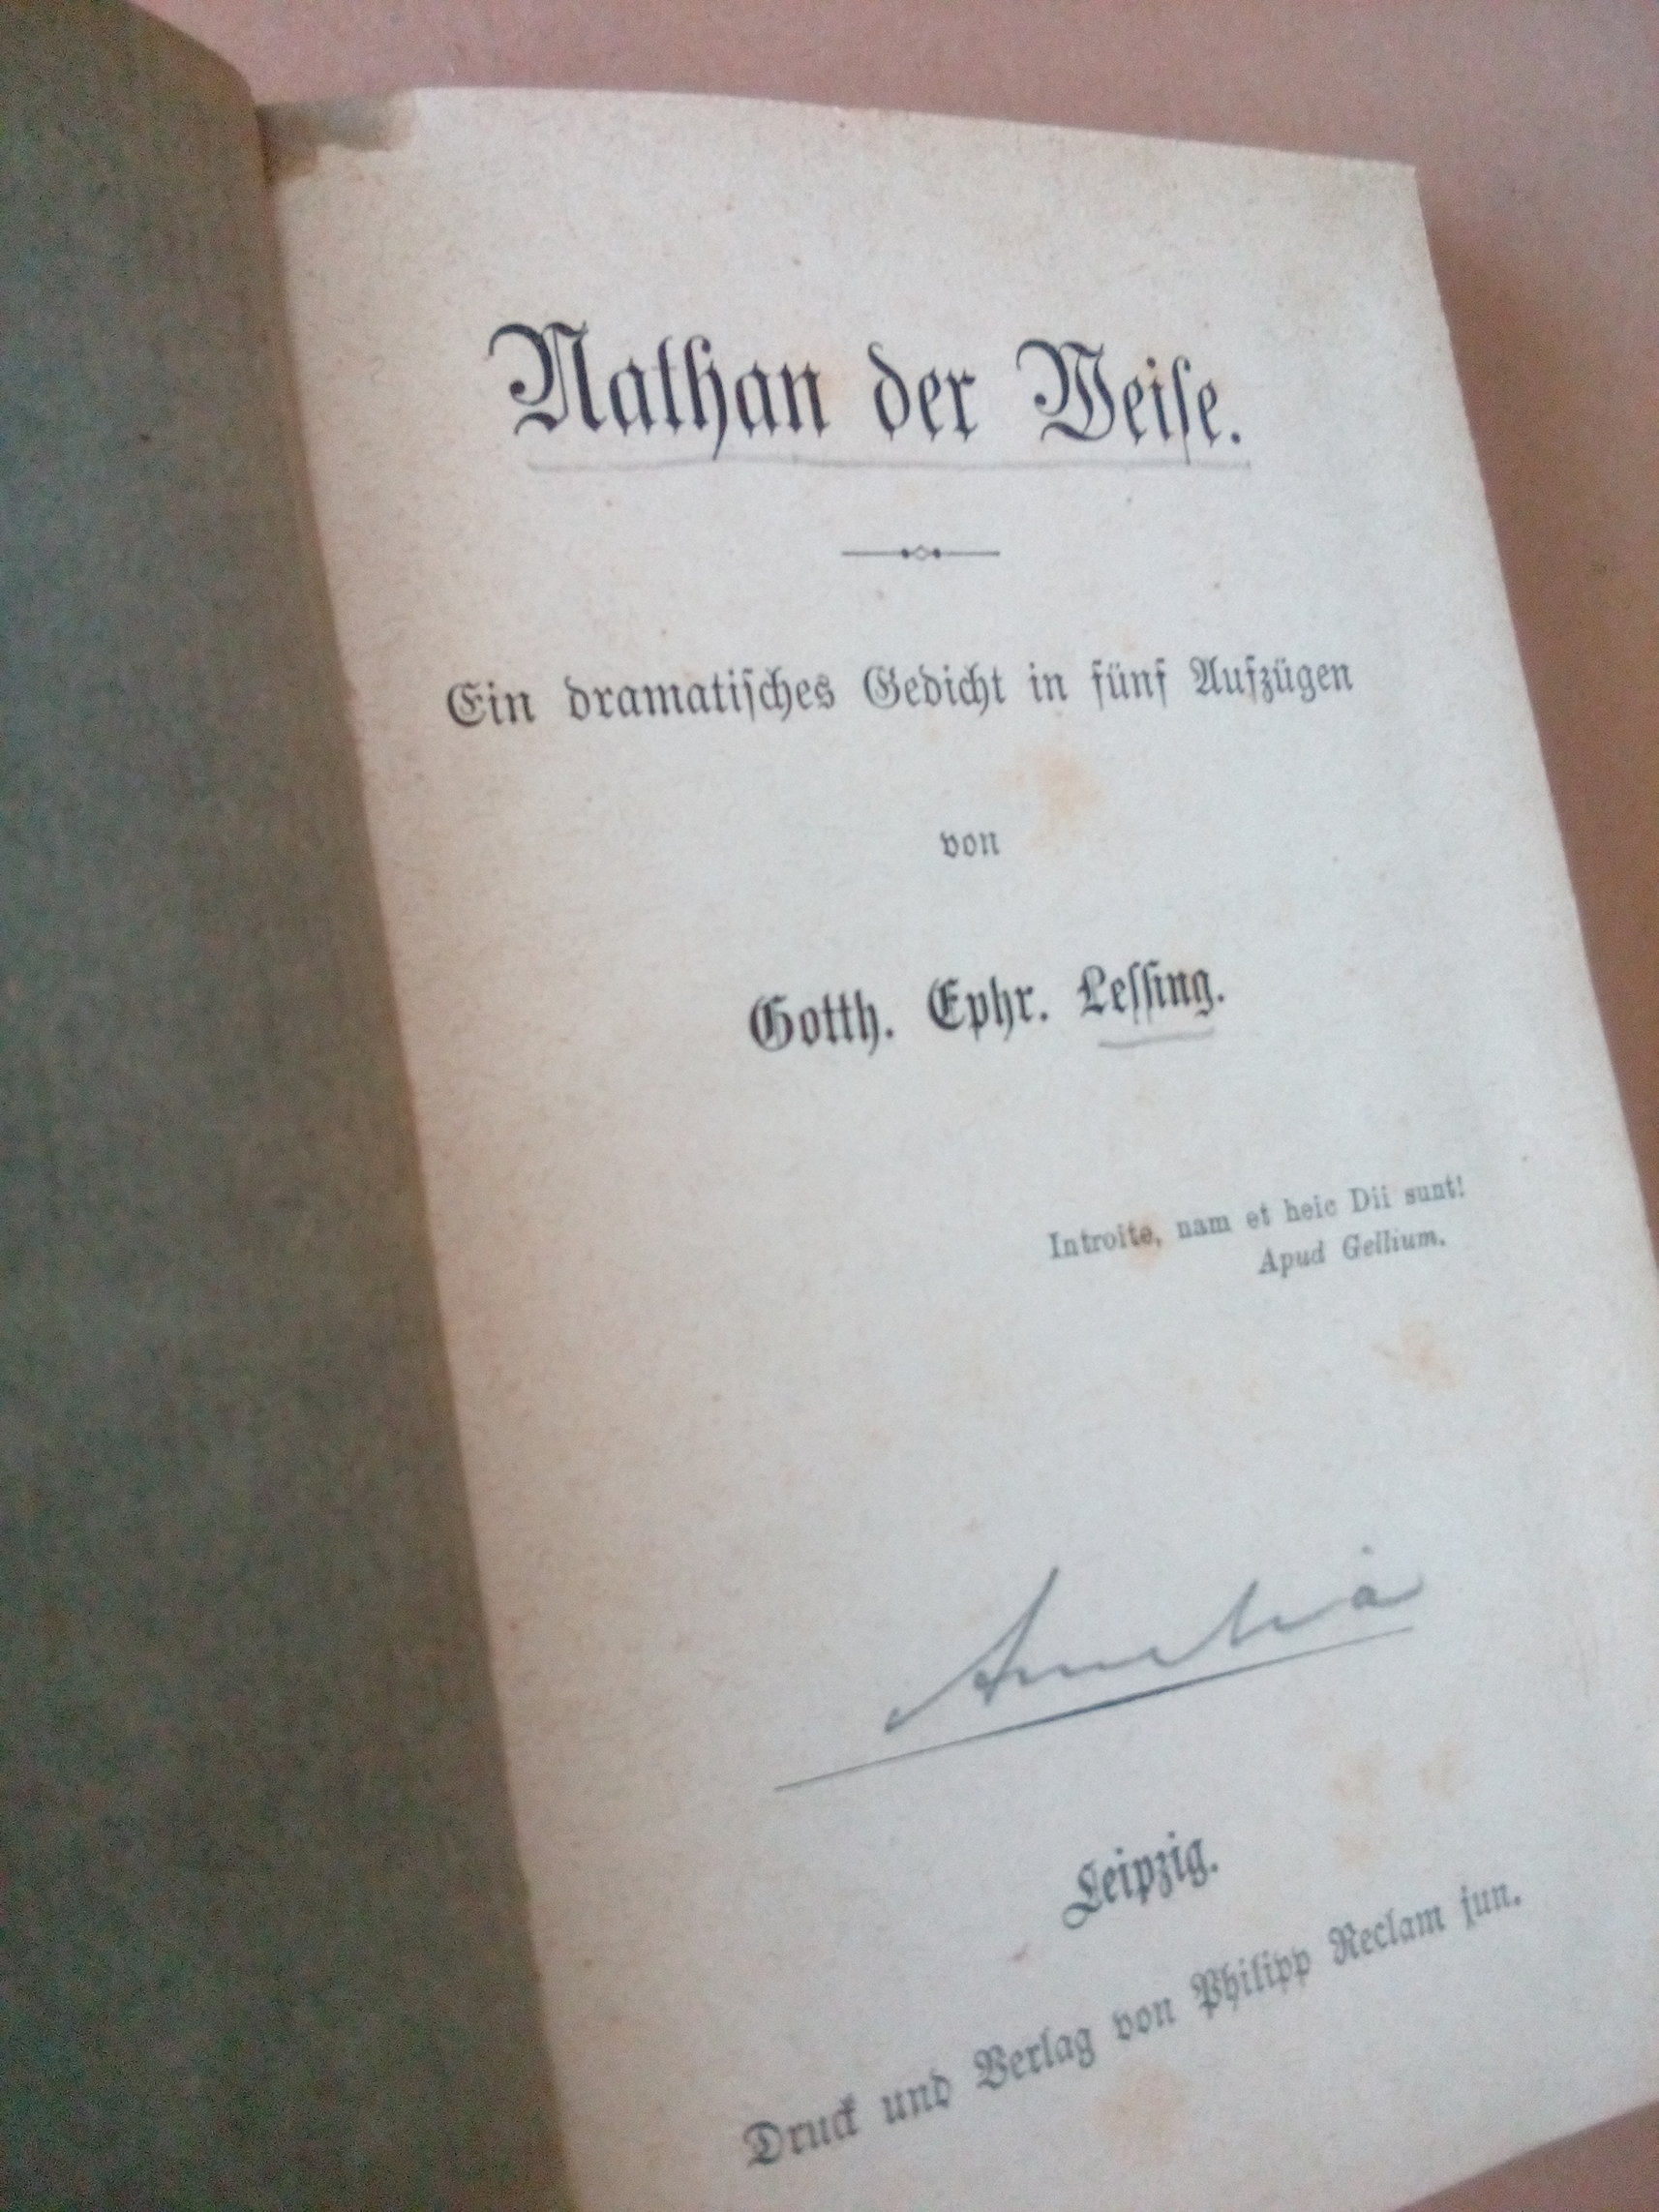 Nathan der Weise.
Ein dramatisches Gedicht in fünf Aufzügen
von
Gotth. Ephr. Lessing.
Introite, nam et heic Dii sunt!
Apud Gellium.
Leipzig.
Druck und Verlag von Philipp Reclam jun.